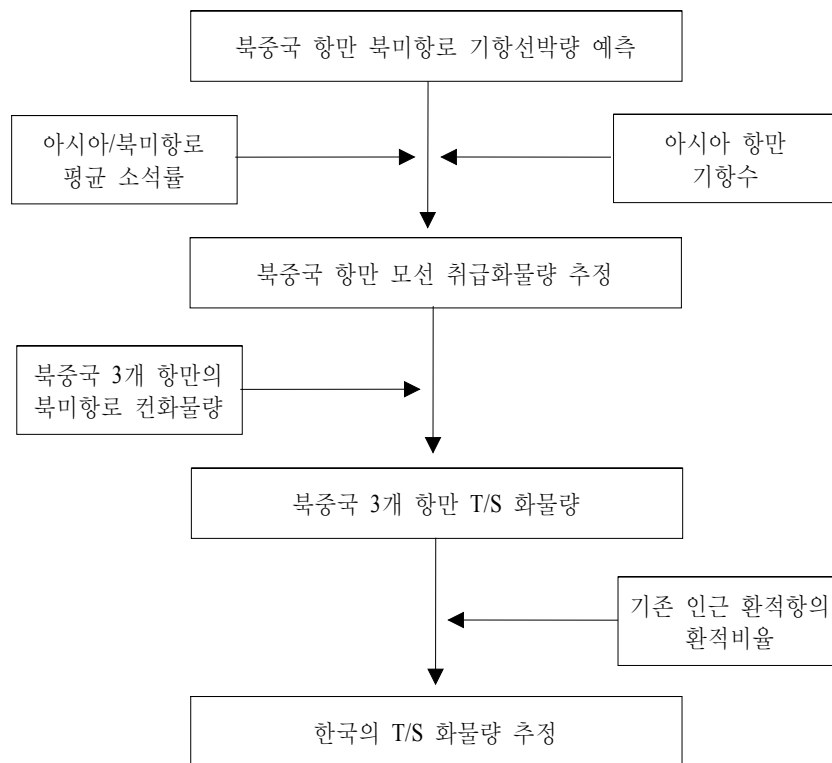 북중국 항만 북미항로 기항선박량 예측
아시아/북미항로
평균 소석률
아시아 항만
기항수
북중국 항만 모선 취급화물량 추정
북중국 3개 항만의
북미항로 컨화물량
북중국 3개 항만 T/S 화물량
기존 인근 환적항의
환적비율
한국의 T/S 화물량 추정